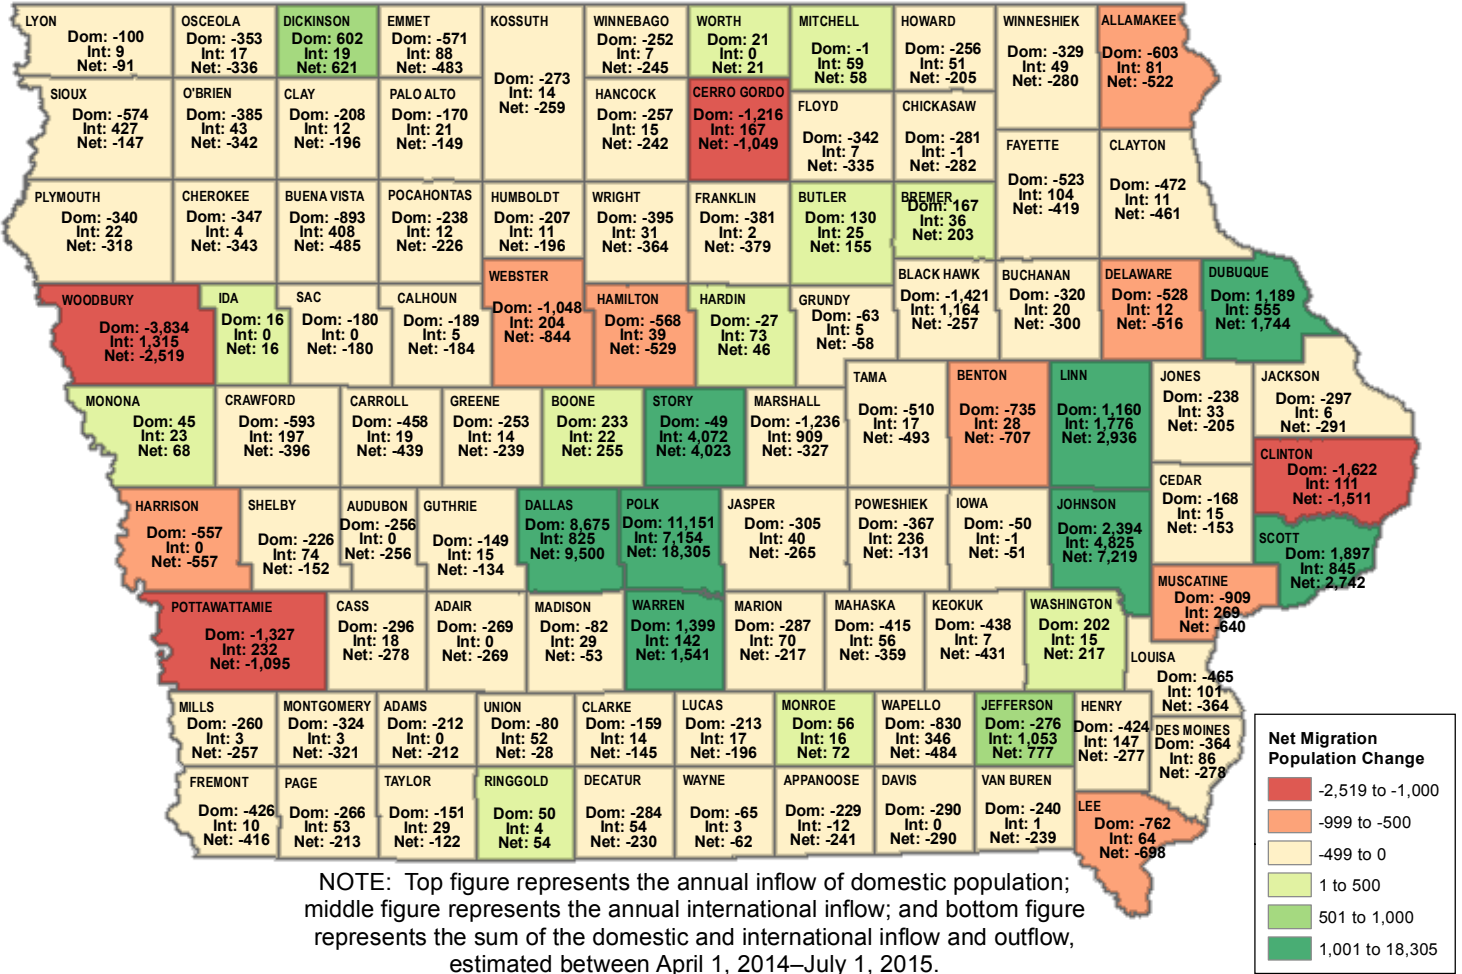 LYON
Dom: -100
Int: 9
Net: -91
OSCEOLA
Dom: -353
Int: 17
Net: -336
DICKINSON
Dom: 602
Int: 19
Net: 621
EMMET
Dom: -571
Int: 88
Net: -483
KOSSUTH
Dom: -273
Int: 14
Net: -259
WINNEBAGO
Dom: -252
Int: 7
Net: -245
WORTH
Dom: 21
Int: 0
Net: 21
MITCHELL
Dom: -1
Int: 59
Net: 58
HOWARD
Dom: -256
Int: 51
Net: -205
WINNESHIEK
Dom: -329
Int: 49
Net: -280
ALLAMAKEE
Dom: -603
Int: 81
Net: -522
SIOUX
Dom: -574
Int: 427
Net: -147
O'BRIEN
Dom: -385
Int: 43
Net: -342
CLAY
Dom: -208
Int: 12
Net: -196
PALO ALTO
Dom: -170
Int: 21
Net: -149
HANCOCK
Dom: -257
Int: 15
Net: -242
CERRO GORDO
Dom: -1,216
Int: 167
Net: -1,049
FLOYD
Dom: -342
Int: 7
Net: -335
CHICKASAW
Dom: -281
Int: -1
Net: -282
FAYETTE
Dom: -523
Int: 104
Net: -419
CLAYTON
Dom: -472
Int: 11
Net: -461
PLYMOUTH
Dom: -340
Int: 22
Net: -318
CHEROKEE
Dom: -347
Int: 4
Net: -343
BUENA VISTA
Dom: -893
Int: 408
Net: -485
POCAHONTAS
Dom: -238
Int: 12
Net: -226
HUMBOLDT
Dom: -207
Int: 11
Net: -196
WRIGHT
Dom: -395
Int: 31
Net: -364
FRANKLIN
Dom: -381
Int: 2
Net: -379
BUTLER
Dom: 130
Int: 25
Net: 155
BREMER
Dom: 167
Int: 36
Net: 203
WOODBURY
Dom: -3,834
Int: 1,315
Net: -2,519
IDA
Dom: 16
Int: 0
Net: 16
SAC
Dom: -180
Int: 0
Net: -180
CALHOUN
Dom: -189
Int: 5
Net: -184
WEBSTER
Dom: -1,048
Int: 204
Net: -844
HAMILTON
Dom: -568
Int: 39
Net: -529
HARDIN
Dom: -27
Int: 73
Net: 46
GRUNDY
Dom: -63
Int: 5
Net: -58
BLACK HAWK
Dom: -1,421
Int: 1,164
Net: -257
BUCHANAN
Dom: -320
Int: 20
Net: -300
DELAWARE
Dom: -528
Int: 12
Net: -516
DUBUQUE
Dom: 1,189
Int: 555
Net: 1,744
MONONA
Dom: 45
Int: 23
Net: 68
CRAWFORD
Dom: -593
Int: 197
Net: -396
CARROLL
Dom: -458
Int: 19
Net: -439
GREENE
Dom: -253
Int: 14
Net: -239
BOONE
Dom: 233
Int: 22
Net: 255
STORY
Dom: -49
Int: 4,072
Net: 4,023
MARSHALL
Dom: -1,236
Int: 909
Net: -327
TAMA
Dom: -510
Int: 17
Net: -493
BENTON
Dom: -735
Int: 28
Net: -707
LINN
Dom: 1,160
Int: 1,776
Net: 2,936
JONES
Dom: -238
Int: 33
Net: -205
JACKSON
Dom: -297
Int: 6
Net: -291
CLINTON
Dom: -1,622
Int: 111
Net: -1,511
HARRISON
Dom: -557
Int: 0
Net: -557
SHELBY
Dom: -226
Int: 74
Net: -152
AUDUBON
Dom: -256
Int: 0
Net: -256
GUTHRIE
Dom: -149
Int: 15
Net: -134
DALLAS
Dom: 8,675
Int: 825
Net: 9,500
POLK
Dom: 11,151
Int: 7,154
Net: 18,305
JASPER
Dom: -305
Int: 40
Net: -265
POWESHIEK
Dom: -367
Int: 236
Net: -131
IOWA
Dom: -50
Int: -1
Net: -51
JOHNSON
Dom: 2,394
Int: 4,825
Net: 7,219
CEDAR
Dom: -168
Int: 15
Net: -153
SCOTT
Dom: 1,897
Int: 845
Net: 2,742
MUSCATINE
Dom: -909
Int: 269
Net: -640
POTTAWATTAMIE
Dom: -1,327
Int: 232
Net: -1,095
CASS
Dom: -296
Int: 18
Net: -278
ADAIR
Dom: -269
Int: 0
Net: -269
MADISON
Dom: -82
Int: 29
Net: -53
WARREN
Dom: 1,399
Int: 142
Net: 1,541
MARION
Dom: -287
Int: 70
Net: -217
MAHASKA
Dom: -415
Int: 56
Net: -359
KEOKUK
Dom: -438
Int: 7
Net: -431
WASHINGTON
Dom: 202
Int: 15
Net: 217
LOUISA
Dom: -465
Int: 101
Net: -364
MILLS
Dom: -260
Int: 3
Net: -257
MONTGOMERY
Dom: -324
Int: 3
Net: -321
ADAMS
Dom: -212
Int: 0
Net: -212
UNION
Dom: -80
Int: 52
Net: -28
CLARKE
Dom: -159
Int: 14
Net: -145
LUCAS
Dom: -213
Int: 17
Net: -196
MONROE
Dom: 56
Int: 16
Net: 72
WAPELLO
Dom: -830
Int: 346
Net: -484
JEFFERSON
Dom: -276
Int: 1,053
Net: 777
HENRY
Dom: -424
Int: 147
Net: -277
DES MOINES
Dom: -364
Int: 86
Net: -278
FREMONT
Dom: -426
Int: 10
Net: -416
PAGE
Dom: -266
Int: 53
Net: -213
TAYLOR
Dom: -151
Int: 29
Net: -122
RINGGOLD
Dom: 50
Int: 4
Net: 54
DECATUR
Dom: -284
Int: 54
Net: -230
WAYNE
Dom: -65
Int: 3
Net: -62
APPANOOSE
Dom: -229
Int: -12
Net: -241
DAVIS
Dom: -290
Int: 0
Net: -290
VAN BUREN
Dom: -240
Int: 1
Net: -239
LEE
Dom: -762
Int: 64
Net: -698
Net Migration
Population Change
-2,519 to -1,000
-999 to -500
-499 to 0
1 to 500
501 to 1,000
1,001 to 18,305
NOTE: Top figure represents the annual inflow of domestic population;
middle figure represents the annual international inflow; and bottom figure
represents the sum of the domestic and international inflow and outflow,
estimated between April 1, 2014–July 1, 2015.